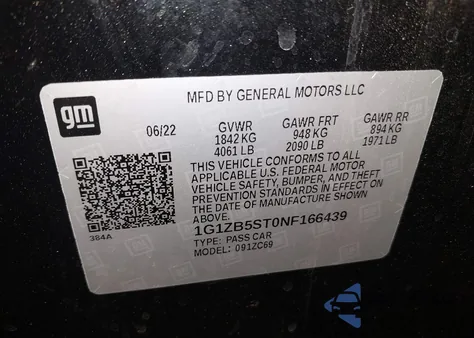 gm
MFD BY GENERAL MOTORS LLC
06/22 GVWR GAWR FRT GAWR RR
1842 KG 948 KG 894 KG
4061 LB 2090 LB 1971 LB
THIS VEHICLE CONFORMS TO ALL
APPLICABLE U.S. FEDERAL MOTOR
VEHICLE SAFETY, BUMPER, AND THEFT
PREVENTION STANDARDS IN EFFECT ON
THE DATE OF MANUFACTURE SHOWN ABOVE.
1G1ZB5ST0NF166439
TYPE: PASS CAR
MODEL: 091ZC69
384A